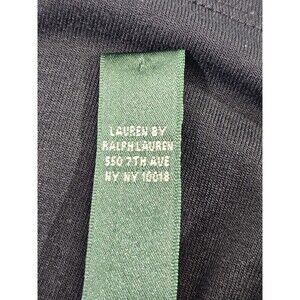 LAUREN BY
RALPH LAUREN
550 7TH AVE
NY NY 10018